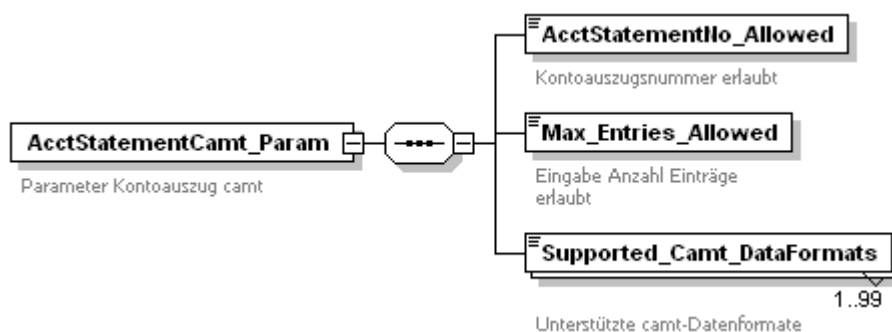 AcctStatementNo_Allowed
Kontoauszugsnummer erlaubt
AcctStatementCamt_Param
Parameter Kontoauszug camt
Max_Entries_Allowed
Eingabe Anzahl Einträge
erlaubt
Supported_Camt_DataFormats
1..99
Unterstützte camt-Datenformate